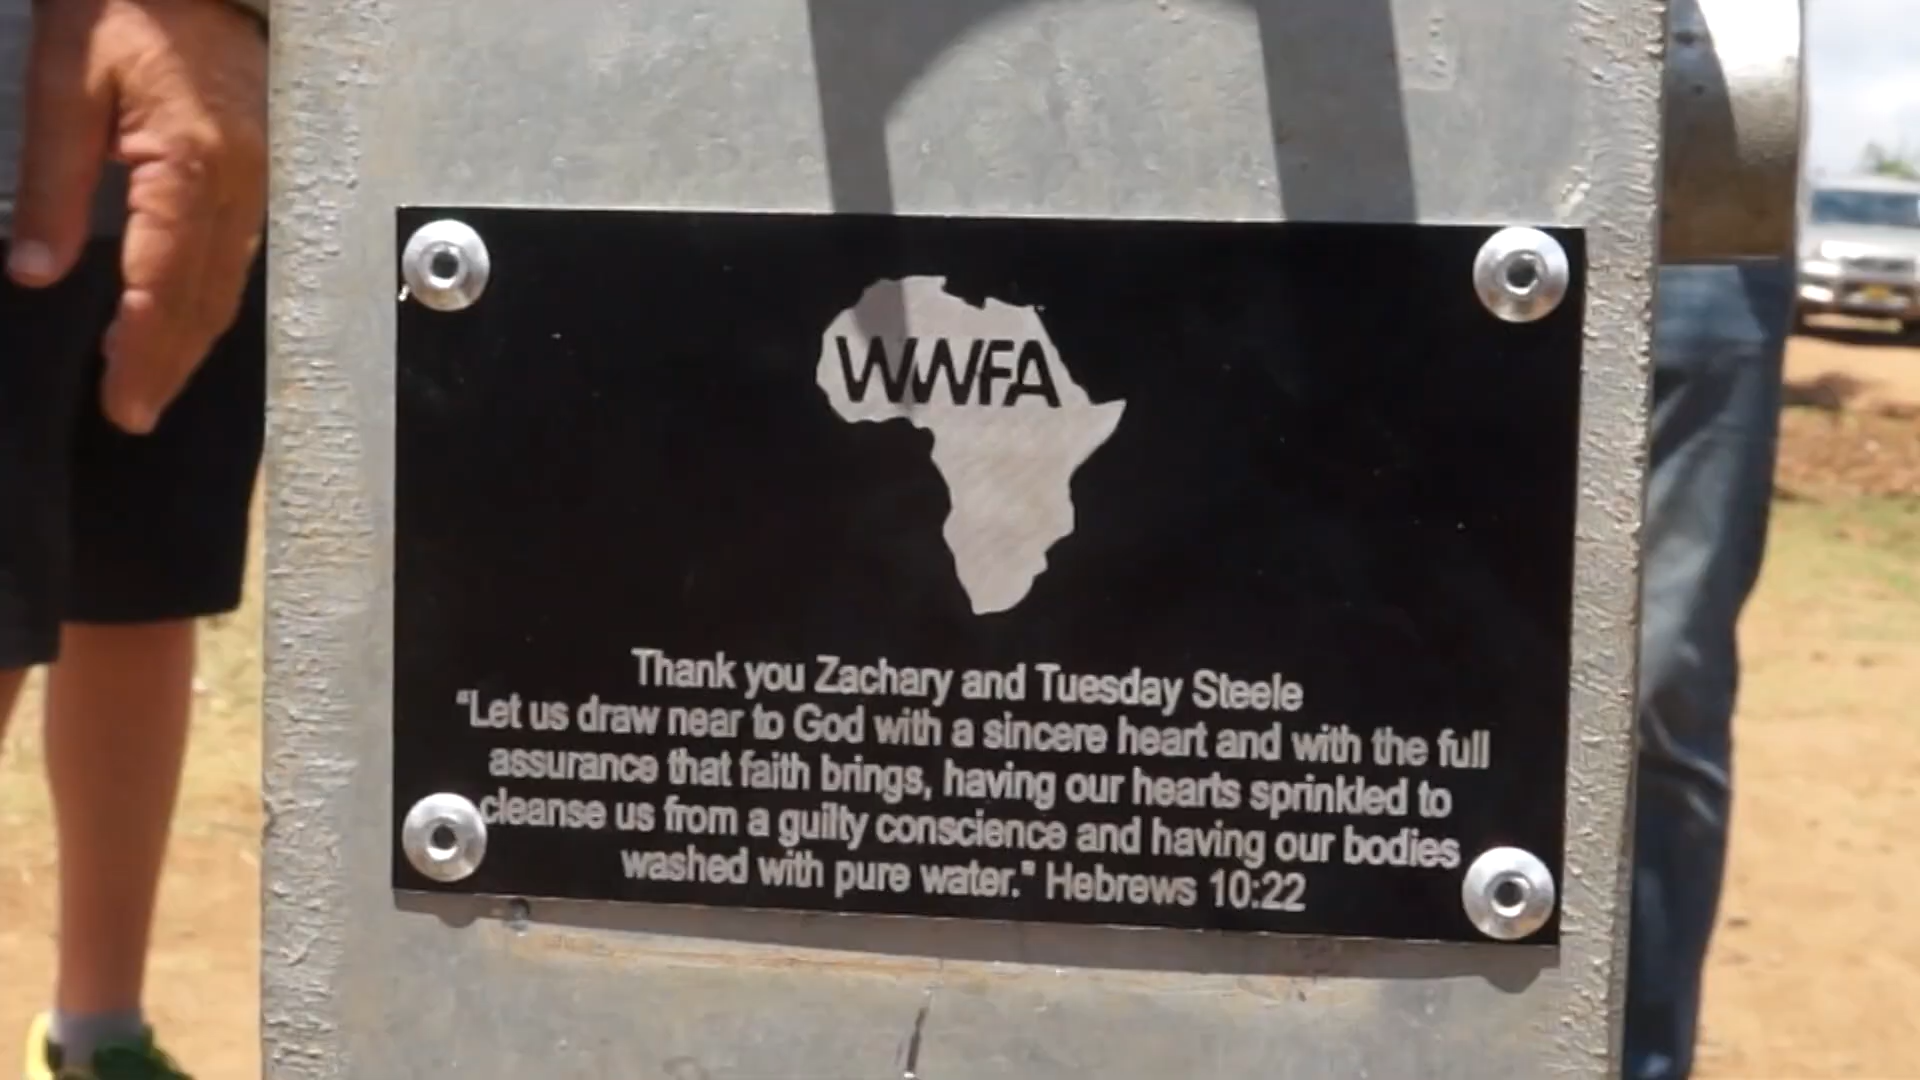 WWFA
Thank you Zachary and Tuesday Steele
“Let us draw near to God with a sincere heart and with the full
assurance that faith brings, having our hearts sprinkled to
cleanse us from a guilty conscience and having our bodies
washed with pure water." Hebrews 10:22